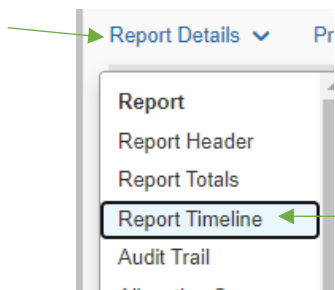 Report Details Pr
Report
Report Header
Report Totals
Report Timeline
Audit Trail